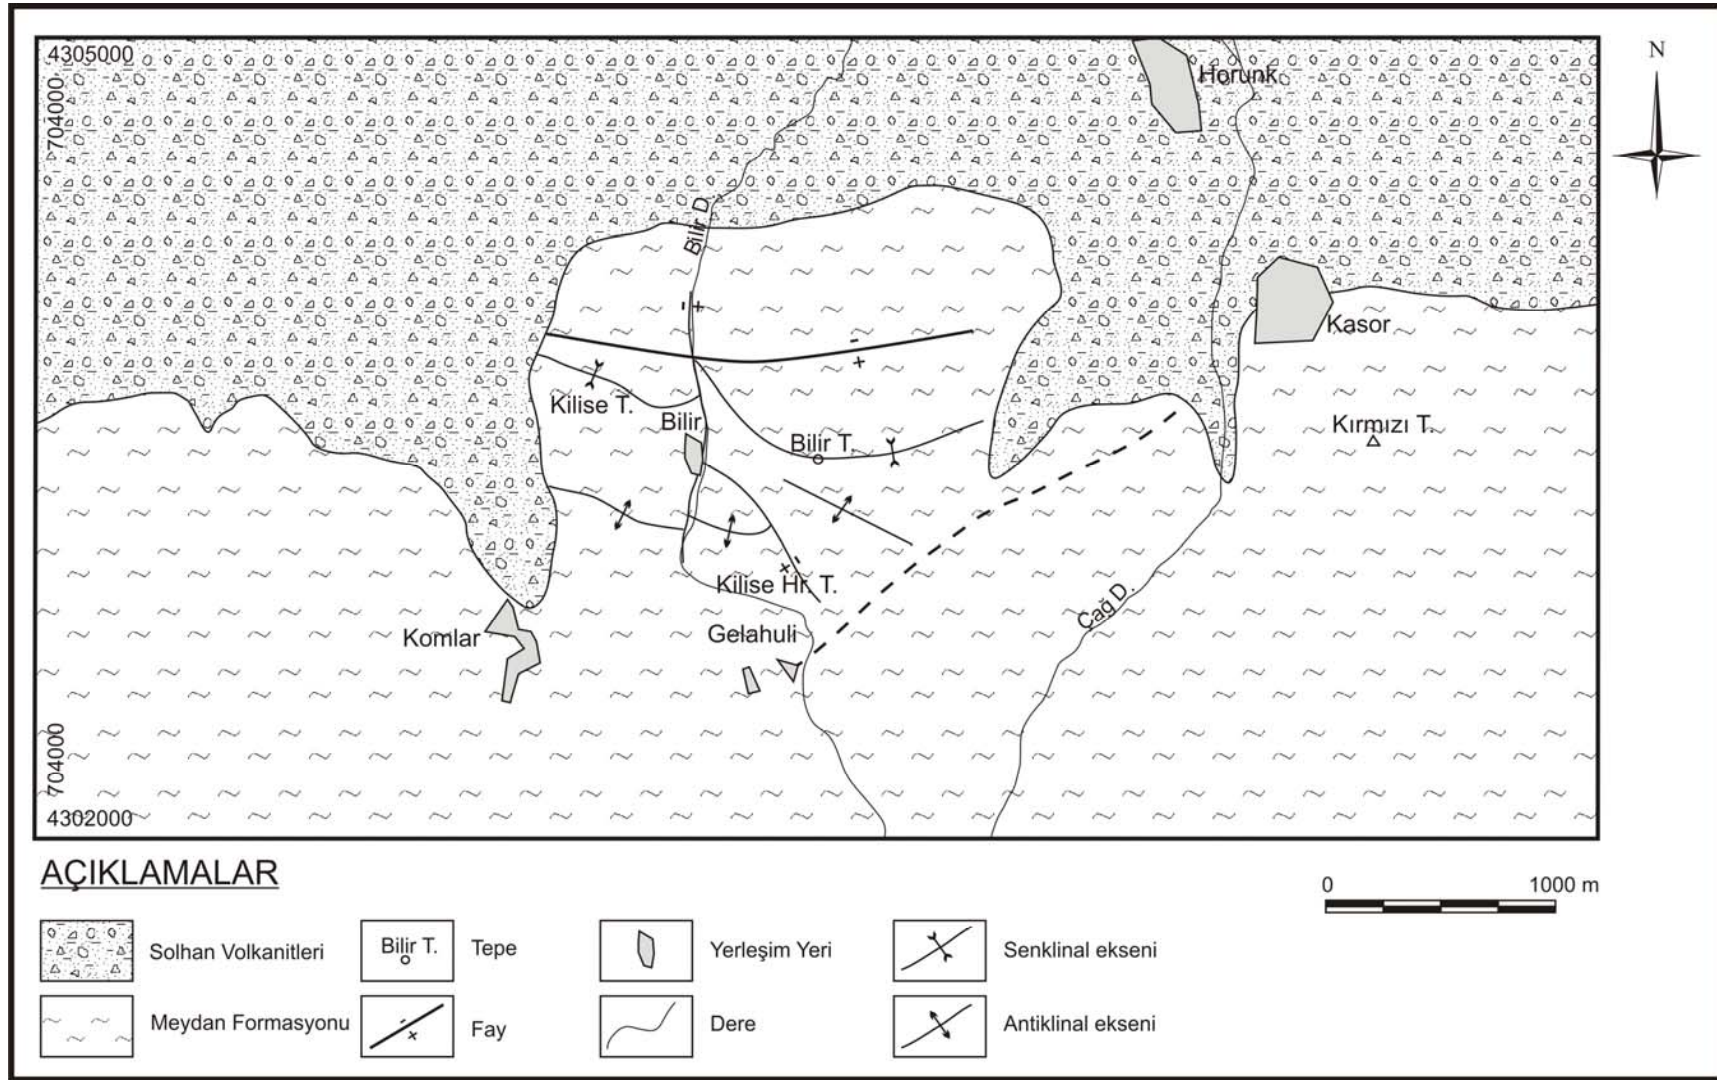 4305000
704000
Horunk.
N
Bilir D
- +
Kasor
-
+
Kilise T.
Bilir
Bilir T.
Kırmızı T.
-
+
Kilise Hr. T.
Çağ D.
Komlar
Gelahuli
704000
4302000
AÇIKLAMALAR
0 1000 m
Solhan Volkanitleri
Bilir T.
Tepe
Yerleşim Yeri
Senklinal ekseni
Meydan Formasyonu
- +
Fay
Dere
Antiklinal ekseni